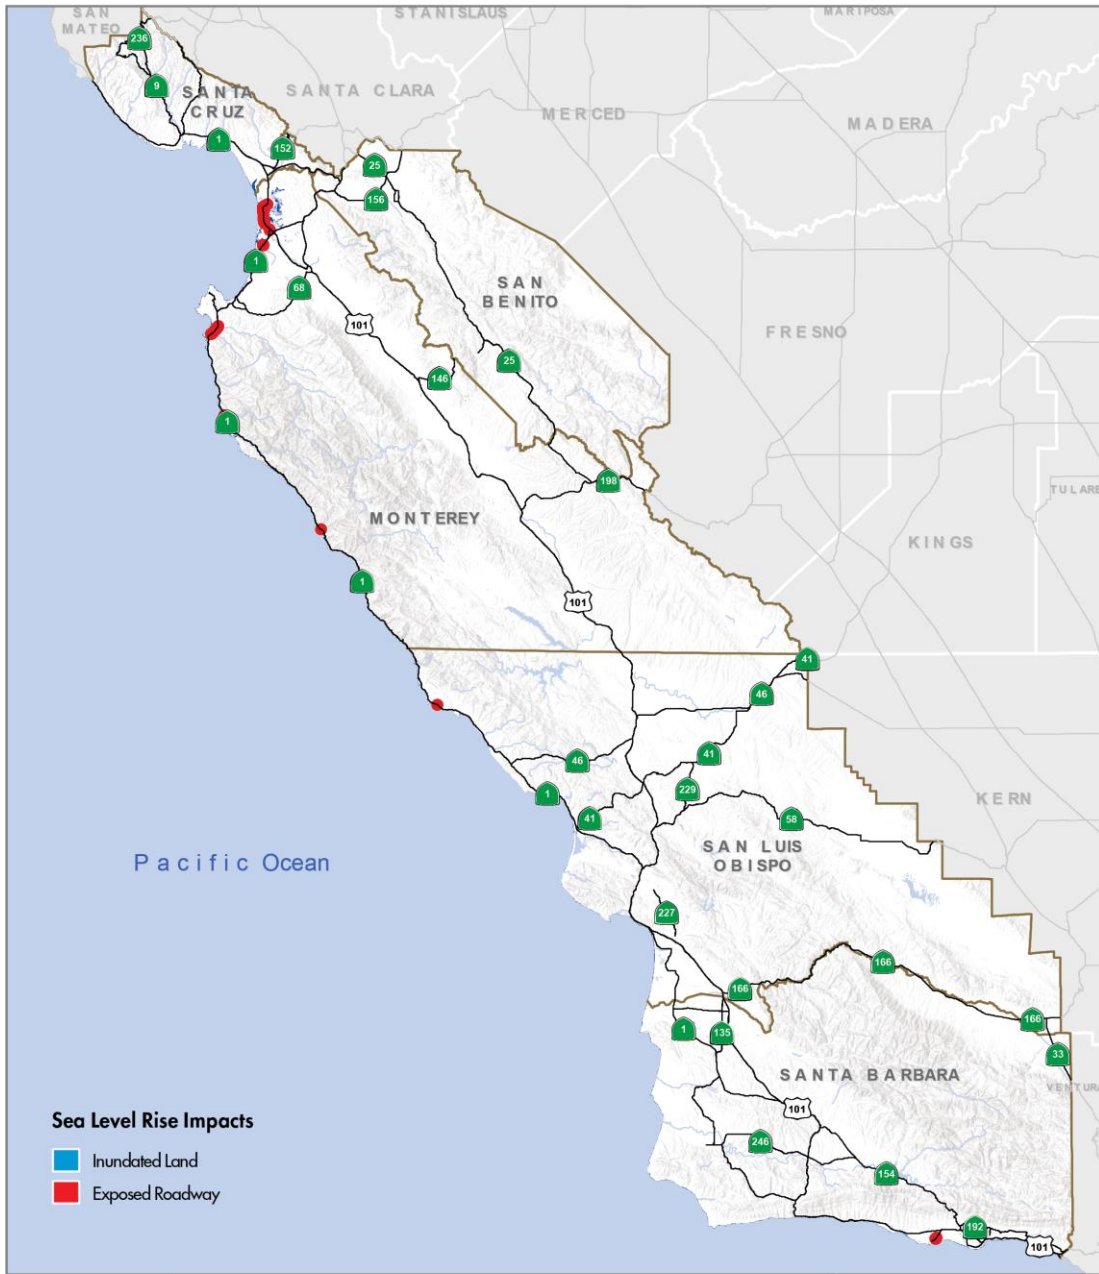 SAN
MATEO
STANISLAUS
MARIPOSA
236
9
SANTA
CRUZ
SANTA CLARA
MERCED
MADERA
1
152
25
156
1
68
SAN
BENITO
101
FRESNO
146
25
1
198
TULARE
MONTEREY
KINGS
1
101
41
46
46
41
1
229
41
58
KERN
SAN LUIS
OBISPO
Pacific Ocean
227
166
166
166
1
135
33
SANTA BARBARA
VENTURA
101
Sea Level Rise Impacts
246
Inundated Land
154
Exposed Roadway
192
101